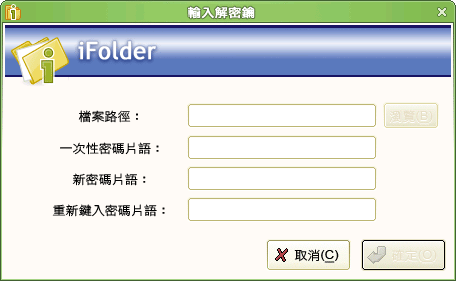 輸入解密鑰
iFolder
檔案路徑：
瀏覽(B)
一次性密碼片語：
新密碼片語：
重新鍵入密碼片語：
取消(C) 確定(O)